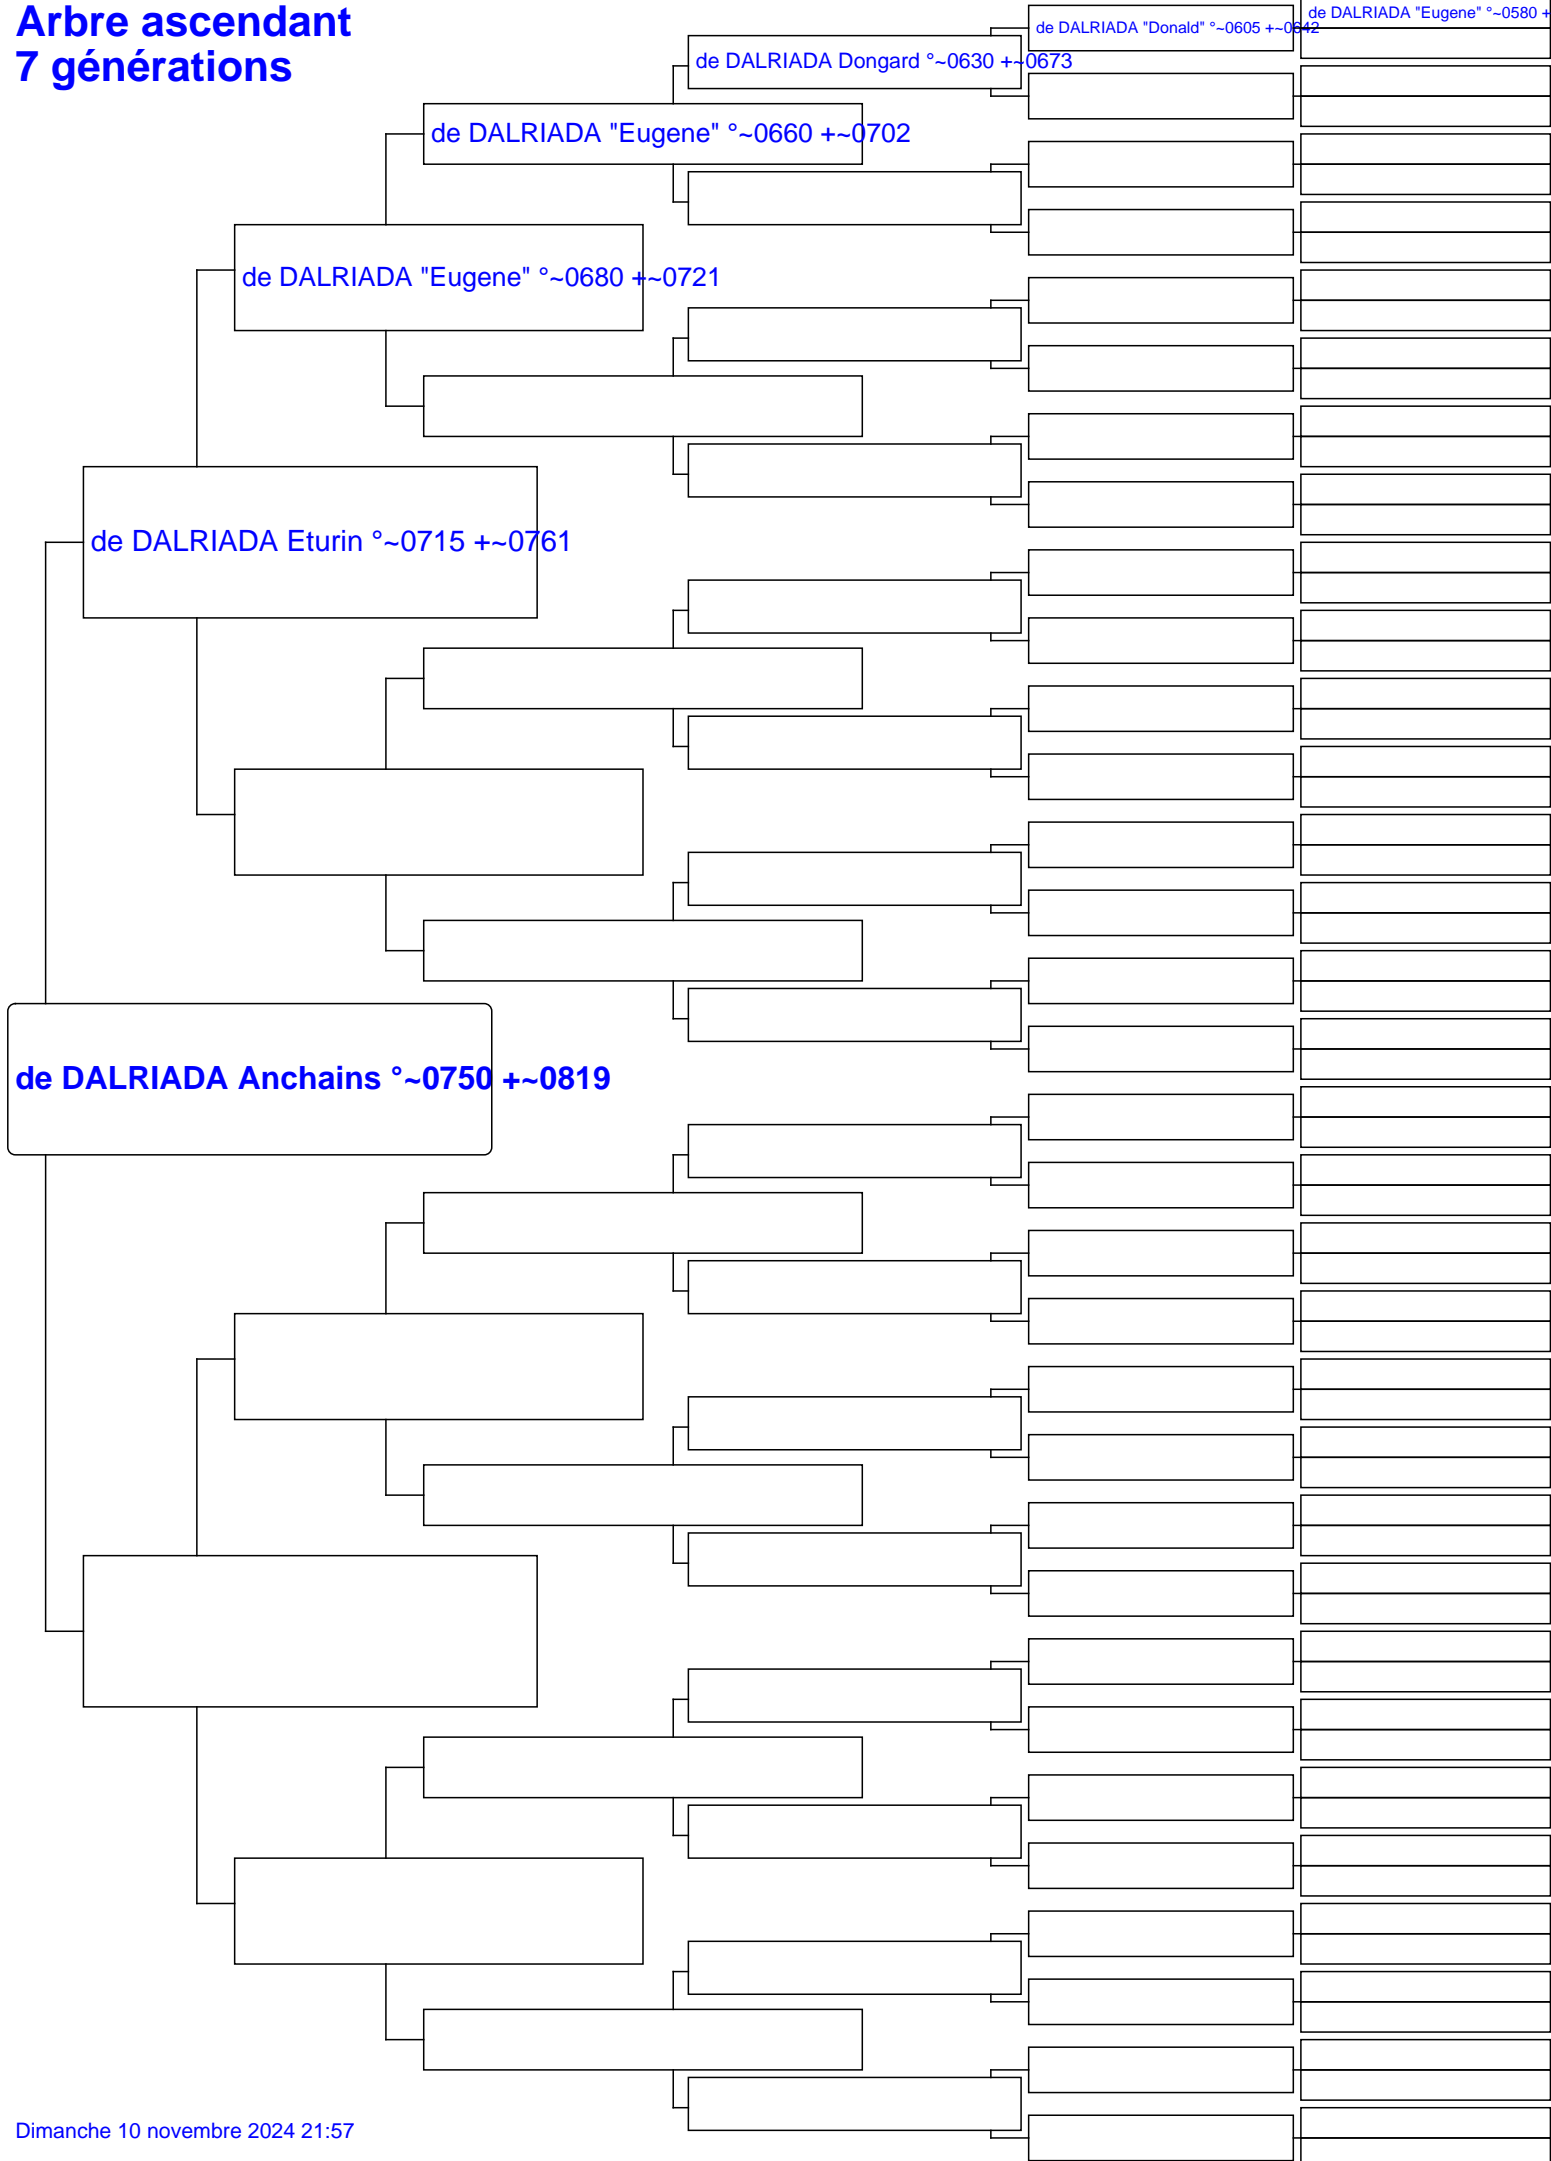 Arbre ascendant
7 générations
de DALRIADA "Eugene" °~0580 +
de DALRIADA "Donald" °~0605 +~0642
de DALRIADA Dongard °~0630 +~0673
de DALRIADA "Eugene" °~0660 +~0702
de DALRIADA "Eugene" °~0680 +~0721
de DALRIADA Eturin °~0715 +~0761
de DALRIADA Anchains °~0750 +~0819
Dimanche 10 novembre 2024 21:57